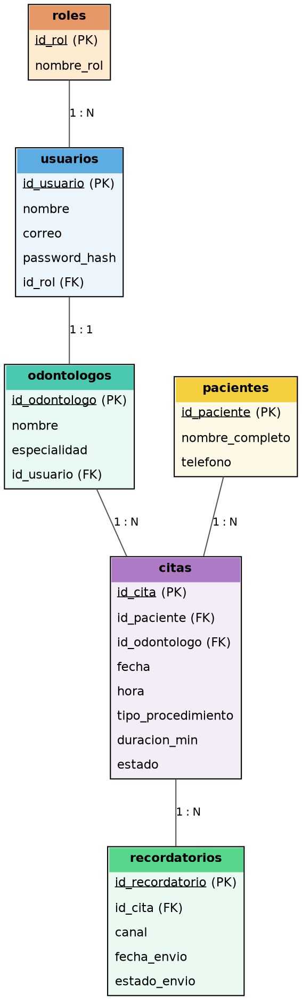 roles
id_rol (PK)
nombre_rol
1 : N
usuarios
id_usuario (PK)
nombre
correo
password_hash
id_rol (FK)
1 : 1
odontologos
id_odontologo (PK)
nombre
especialidad
id_usuario (FK)
pacientes
id_paciente (PK)
nombre_completo
telefono
1 : N
1 : N
citas
id_cita (PK)
id_paciente (FK)
id_odontologo (FK)
fecha
hora
tipo_procedimiento
duracion_min
estado
1 : N
recordatorios
id_recordatorio (PK)
id_cita (FK)
canal
fecha_envio
estado_envio